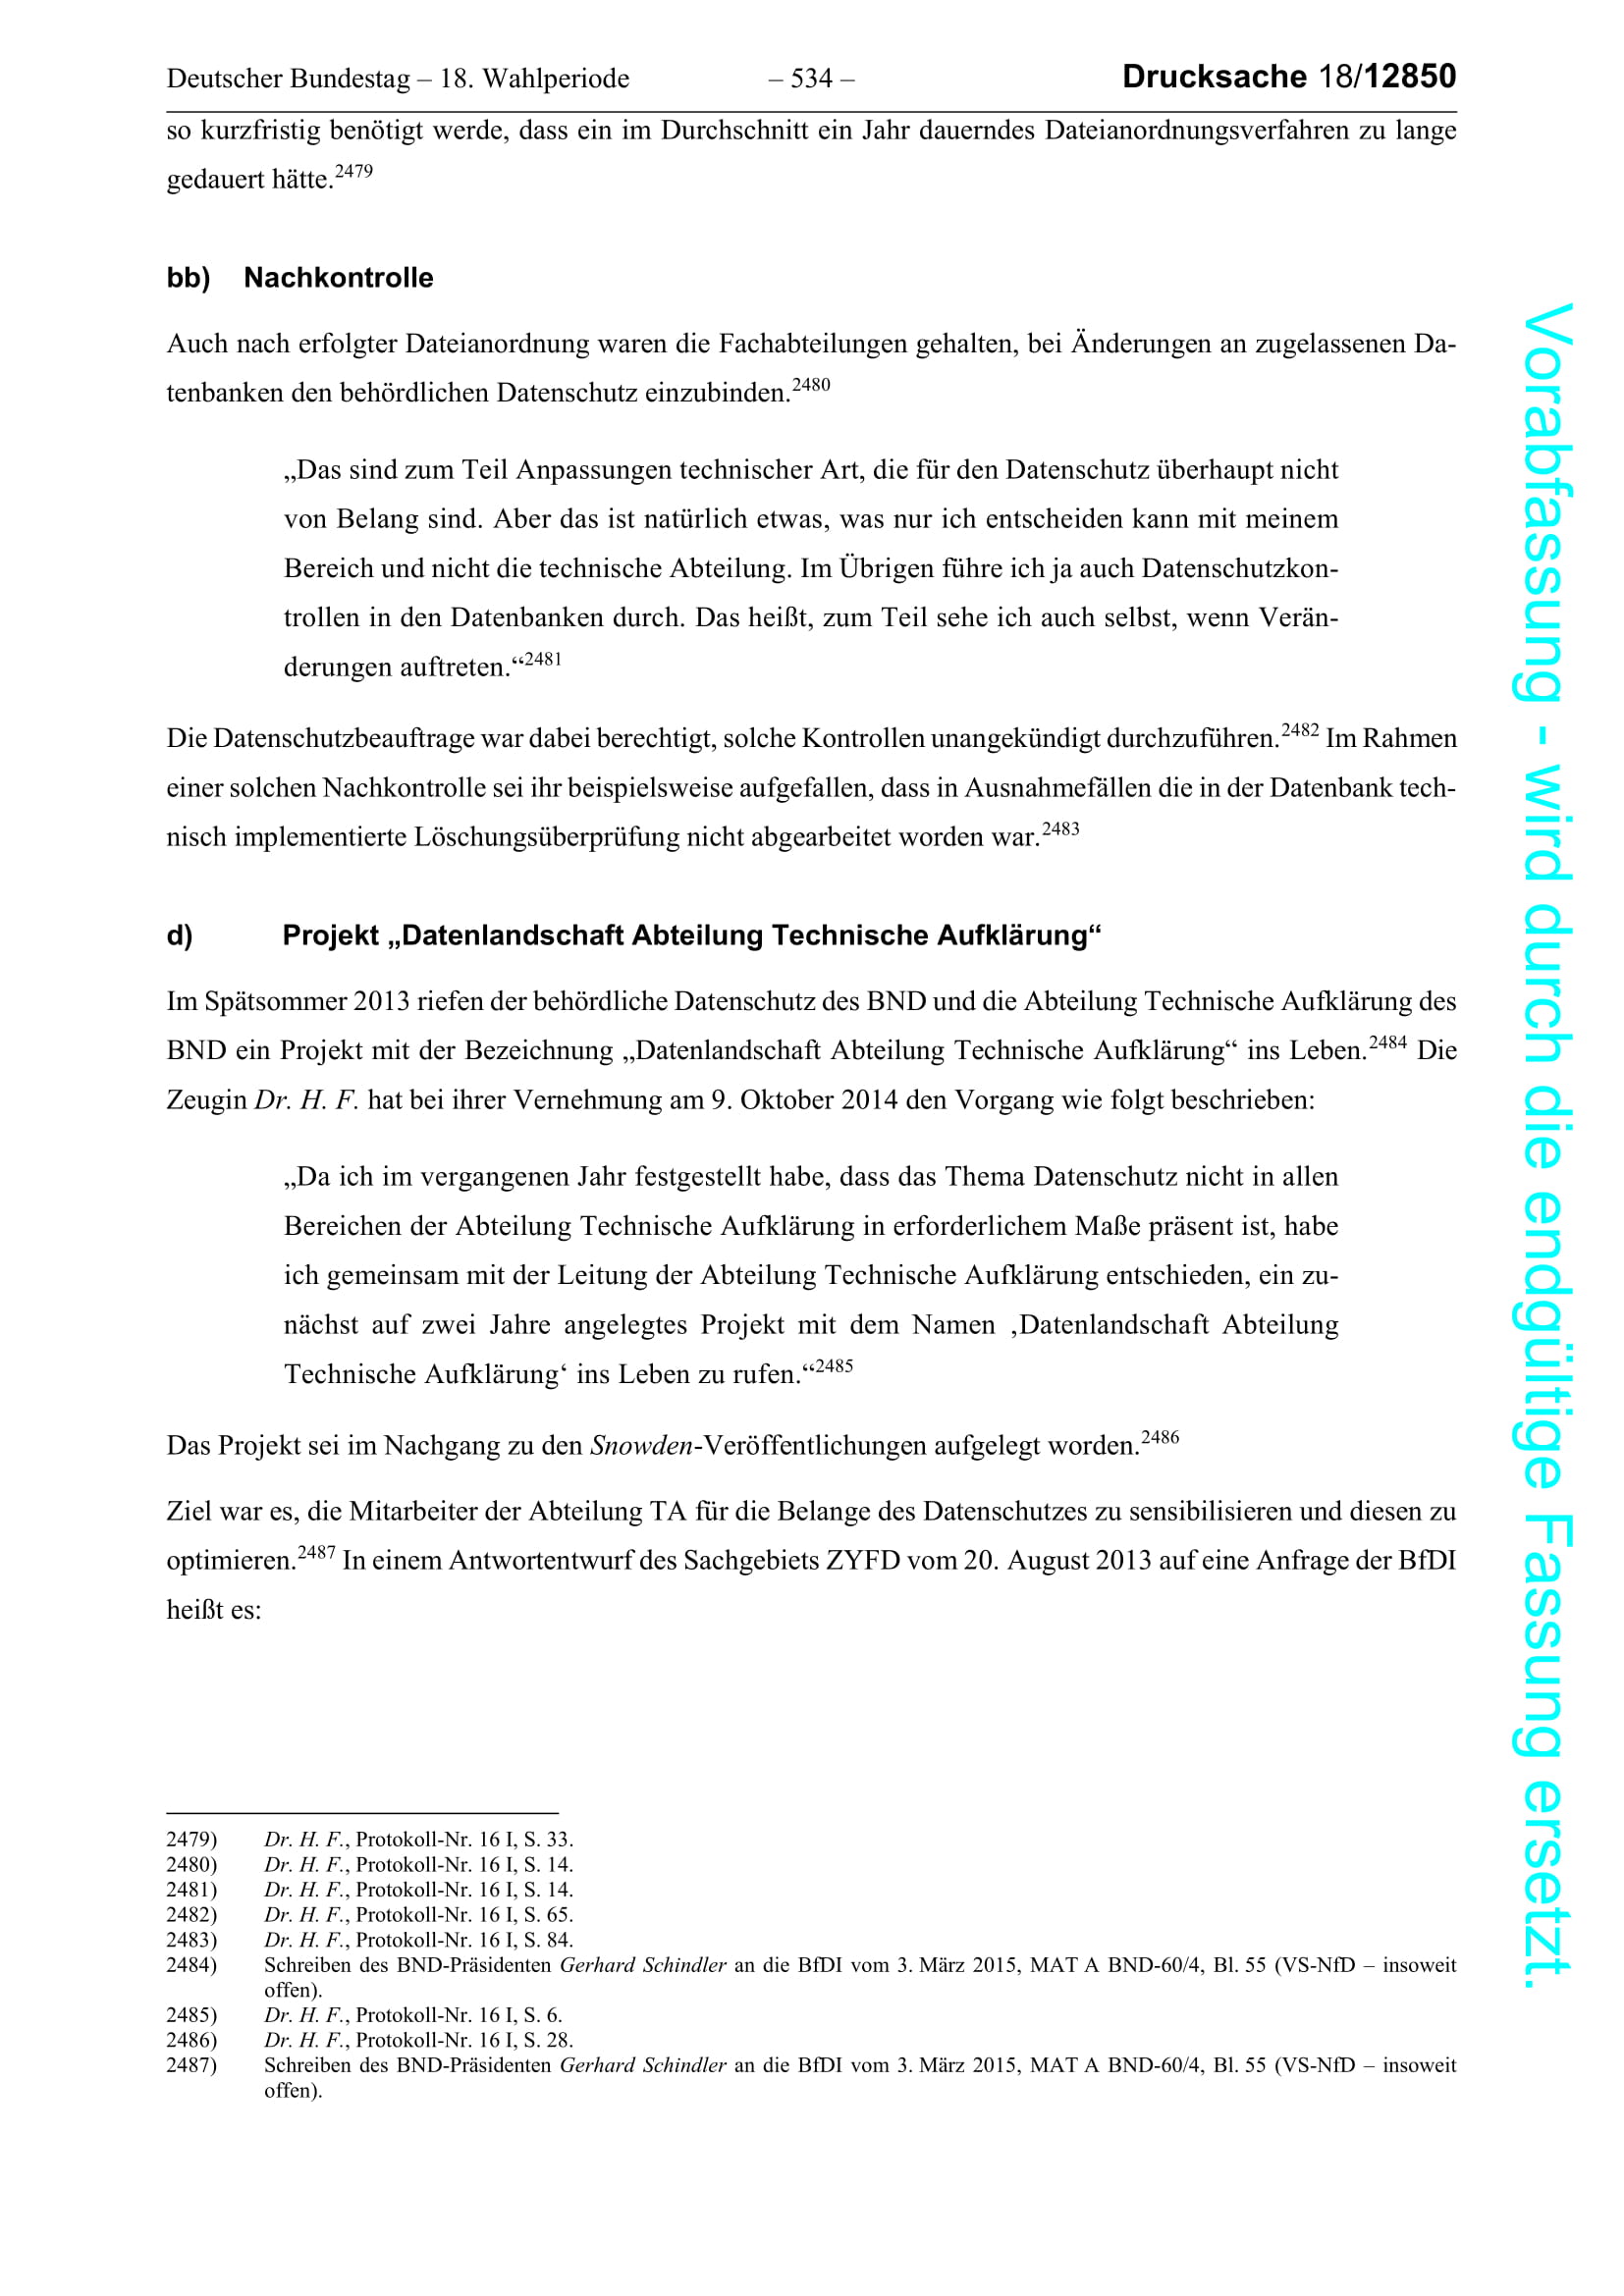 Deutscher Bundestag – 18. Wahlperiode – 534 – Drucksache 18/12850
so kurzfristig benötigt werde, dass ein im Durchschnitt ein Jahr dauerndes Dateianordnungsverfahren zu lange
gedauert hätte.2479
bb) Nachkontrolle
Auch nach erfolgter Dateianordnung waren die Fachabteilungen gehalten, bei Änderungen an zugelassenen Da-
tenbanken den behördlichen Datenschutz einzubinden.2480
„Das sind zum Teil Anpassungen technischer Art, die für den Datenschutz überhaupt nicht
von Belang sind. Aber das ist natürlich etwas, was nur ich entscheiden kann mit meinem
Bereich und nicht die technische Abteilung. Im Übrigen führe ich ja auch Datenschutzkon-
trollen in den Datenbanken durch. Das heißt, zum Teil sehe ich auch selbst, wenn Verän-
derungen auftreten.“2481
Die Datenschutzbeauftrage war dabei berechtigt, solche Kontrollen unangekündigt durchzuführen.2482 Im Rahmen
einer solchen Nachkontrolle sei ihr beispielsweise aufgefallen, dass in Ausnahmefällen die in der Datenbank tech-
nisch implementierte Löschungsüberprüfung nicht abgearbeitet worden war.2483
d) Projekt „Datenlandschaft Abteilung Technische Aufklärung“
Im Spätsommer 2013 riefen der behördliche Datenschutz des BND und die Abteilung Technische Aufklärung des
BND ein Projekt mit der Bezeichnung „Datenlandschaft Abteilung Technische Aufklärung“ ins Leben.2484 Die
Zeugin Dr. H. F. hat bei ihrer Vernehmung am 9. Oktober 2014 den Vorgang wie folgt beschrieben:
„Da ich im vergangenen Jahr festgestellt habe, dass das Thema Datenschutz nicht in allen
Bereichen der Abteilung Technische Aufklärung in erforderlichem Maße präsent ist, habe
ich gemeinsam mit der Leitung der Abteilung Technische Aufklärung entschieden, ein zu-
nächst auf zwei Jahre angelegtes Projekt mit dem Namen ‚Datenlandschaft Abteilung
Technische Aufklärung‘ ins Leben zu rufen.“2485
Das Projekt sei im Nachgang zu den Snowden-Veröffentlichungen aufgelegt worden.2486
Ziel war es, die Mitarbeiter der Abteilung TA für die Belange des Datenschutzes zu sensibilisieren und diesen zu
optimieren.2487 In einem Antwortentwurf des Sachgebiets ZYFD vom 20. August 2013 auf eine Anfrage der BfDI
heißt es:
2479) Dr. H. F., Protokoll-Nr. 16 I, S. 33.
2480) Dr. H. F., Protokoll-Nr. 16 I, S. 14.
2481) Dr. H. F., Protokoll-Nr. 16 I, S. 14.
2482) Dr. H. F., Protokoll-Nr. 16 I, S. 65.
2483) Dr. H. F., Protokoll-Nr. 16 I, S. 84.
2484) Schreiben des BND-Präsidenten Gerhard Schindler an die BfDI vom 3. März 2015, MAT A BND-60/4, Bl. 55 (VS-NfD – insoweit
offen).
2485) Dr. H. F., Protokoll-Nr. 16 I, S. 6.
2486) Dr. H. F., Protokoll-Nr. 16 I, S. 28.
2487) Schreiben des BND-Präsidenten Gerhard Schindler an die BfDI vom 3. März 2015, MAT A BND-60/4, Bl. 55 (VS-NfD – insoweit
offen).
Vorabfassung - wird durch die endgültige Fassung ersetzt.